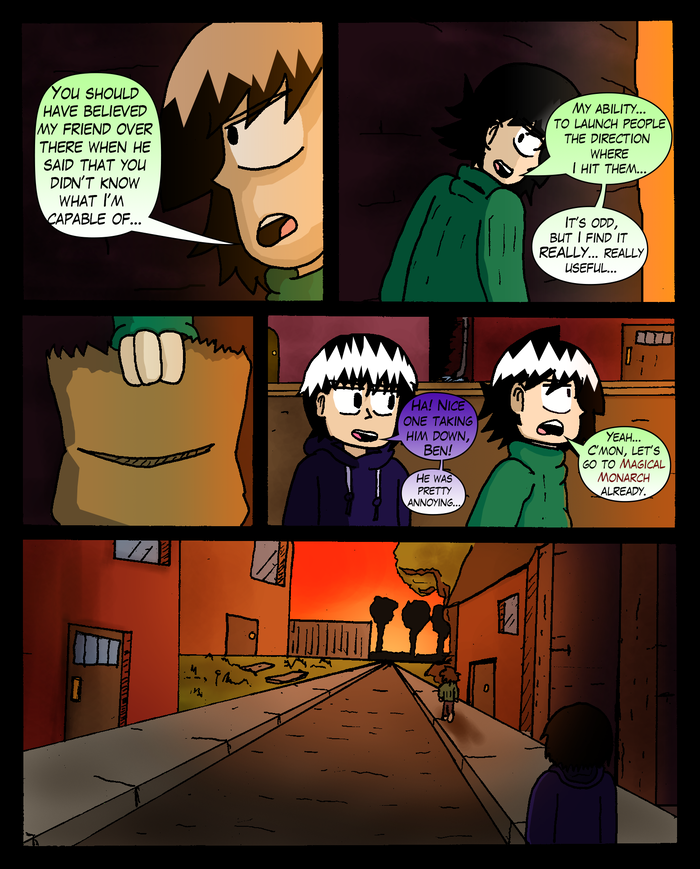 YOU SHOULD
HAVE BELIEVED
MY FRIEND OVER
THERE WHEN HE
SAID THAT YOU
DIDN'T KNOW
WHAT I'M
CAPABLE OF...
MY ABILITY...
TO LAUNCH PEOPLE
THE DIRECTION
WHERE
I HIT THEM...
IT'S ODD,
BUT I FIND IT
REALLY... REALLY
USEFUL...
HA! NICE
ONE TAKING
HIM DOWN,
BEN!
HE WAS
PRETTY
ANNOYING...
YEAH...
C'MON, LET'S
GO TO MAGICAL
MONARCH
ALREADY.